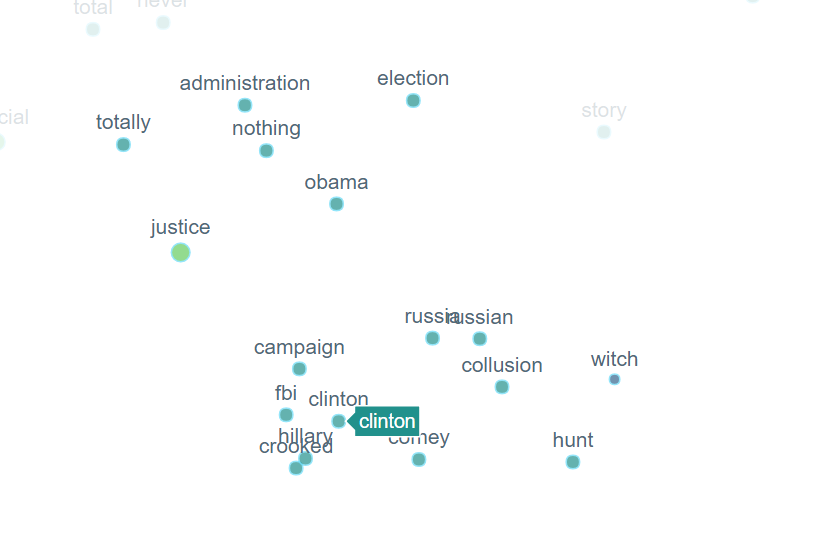 total
never
election
administration
story
cial
totally
nothing
obama
justice
russia
russian
campaign
witch
collusion
fbi
clinton
clinton
hillary
comey
hunt
crooked